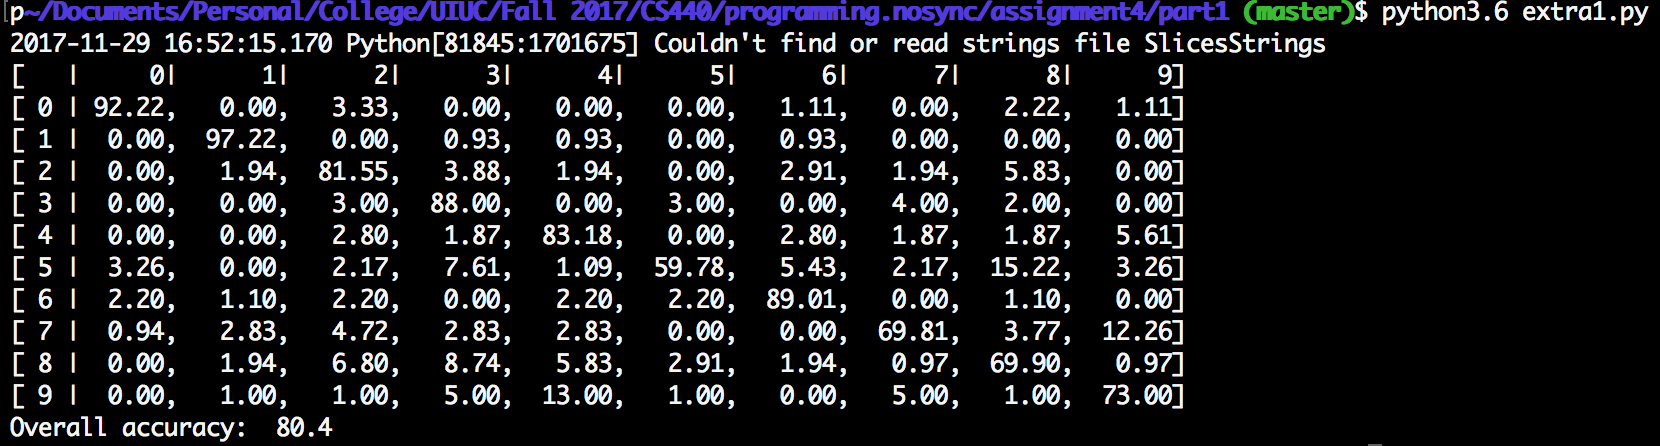 p~/Documents/Personal/College/UIUC/Fall 2017/CS440/programming.nosync/assignment4/part1 (master)$ python3.6 extra1.py
2017-11-29 16:52:15.170 Python[81845:1701675] Couldn't find or read strings file SlicesStrings
[   |     0|     1|     2|     3|     4|     5|     6|     7|     8|     9]
[ 0 | 92.22,  0.00,  3.33,  0.00,  0.00,  0.00,  1.11,  0.00,  2.22,  1.11]
[ 1 |  0.00, 97.22,  0.00,  0.93,  0.93,  0.00,  0.93,  0.00,  0.00,  0.00]
[ 2 |  0.00,  1.94, 81.55,  3.88,  1.94,  0.00,  2.91,  1.94,  5.83,  0.00]
[ 3 |  0.00,  0.00,  3.00, 88.00,  0.00,  3.00,  0.00,  4.00,  2.00,  0.00]
[ 4 |  0.00,  0.00,  2.80,  1.87, 83.18,  0.00,  2.80,  1.87,  1.87,  5.61]
[ 5 |  3.26,  0.00,  2.17,  7.61,  1.09, 59.78,  5.43,  2.17, 15.22,  3.26]
[ 6 |  2.20,  1.10,  2.20,  0.00,  2.20,  2.20, 89.01,  0.00,  1.10,  0.00]
[ 7 |  0.94,  2.83,  4.72,  2.83,  2.83,  0.00,  0.00, 69.81,  3.77, 12.26]
[ 8 |  0.00,  1.94,  6.80,  8.74,  5.83,  2.91,  1.94,  0.97, 69.90,  0.97]
[ 9 |  0.00,  1.00,  1.00,  5.00, 13.00,  1.00,  0.00,  5.00,  1.00, 73.00]
Overall accuracy:  80.4